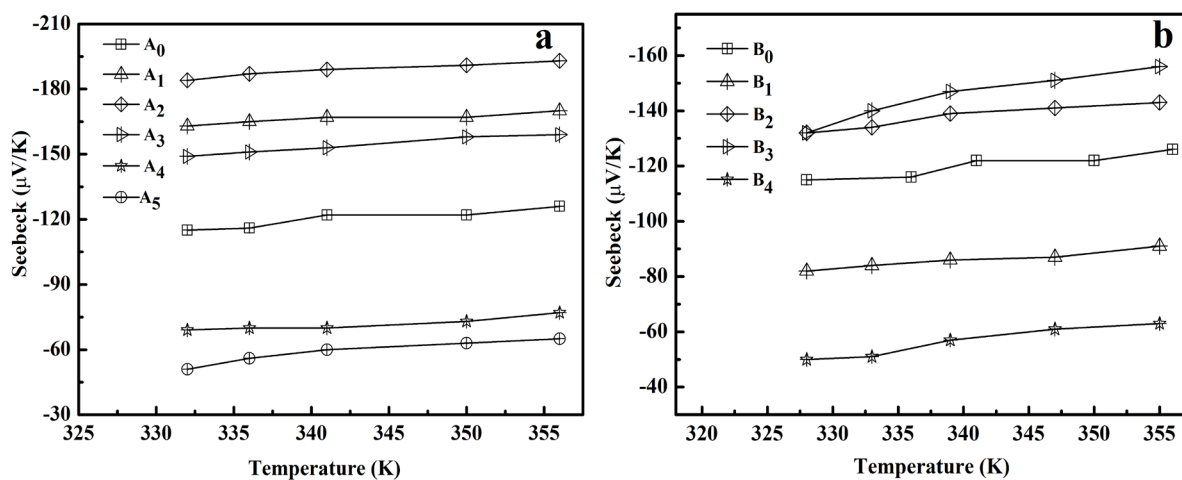 a
-210
-180
-150
-120
-90
-60
-30
Seebeck (μV/K)
A0
A1
A2
A3
A4
A5
325 330 335 340 345 350 355
Temperature (K)
b
-160
-140
-120
-100
-80
-60
-40
Seebeck (μV/K)
B0
B1
B2
B3
B4
320 325 330 335 340 345 350 355
Temperature (K)